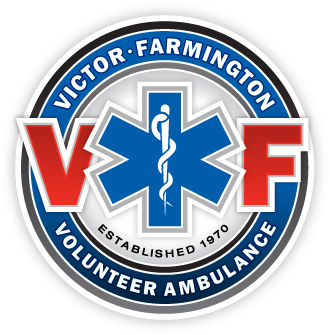 VICTOR · FARMINGTON
V F
ESTABLISHED 1970
VOLUNTEER AMBULANCE